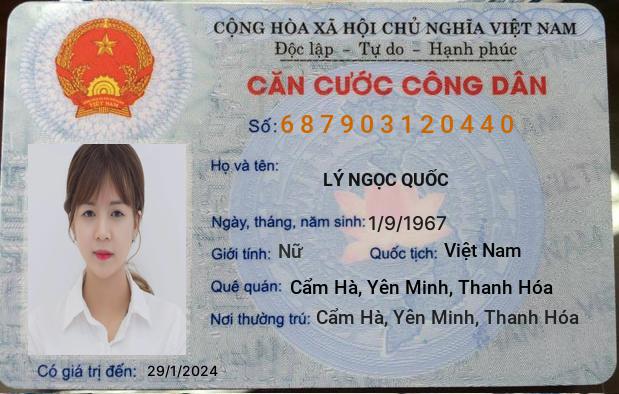 CỘNG HÒA XÃ HỘI CHỦ NGHĨA VIỆT NAM
Độc lập - Tự do - Hạnh phúc
CĂN CƯỚC CÔNG DÂN
Số: 687903120440
Họ và tên:
LÝ NGỌC QUỐC
Ngày, tháng, năm sinh: 1/9/1967
Giới tính: Nữ Quốc tịch: Việt Nam
Quê quán: Cẩm Hà, Yên Minh, Thanh Hóa
Nơi thường trú: Cẩm Hà, Yên Minh, Thanh Hóa
Có giá trị đến: 29/1/2024
VIỆT NAM